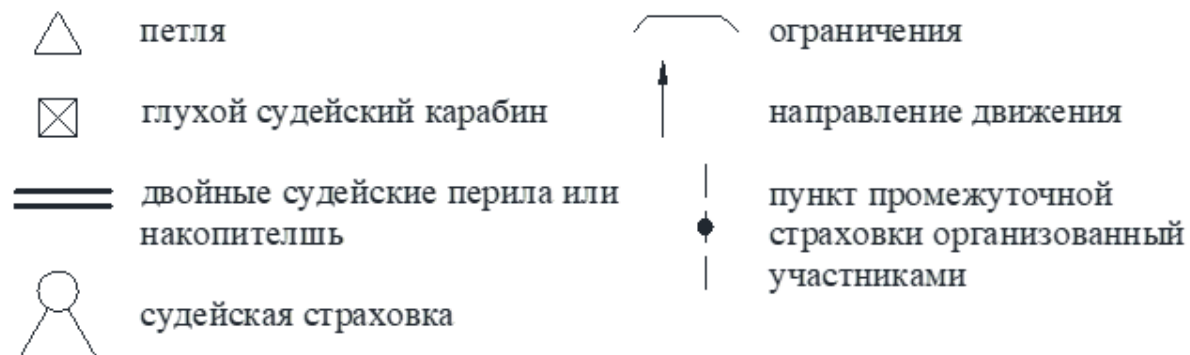 петля
глухой судейский карабин
двойные судейские перила или
накопителшь
судейская страховка
ограничения
направление движения
пункт промежуточной
страховки организованный
участниками